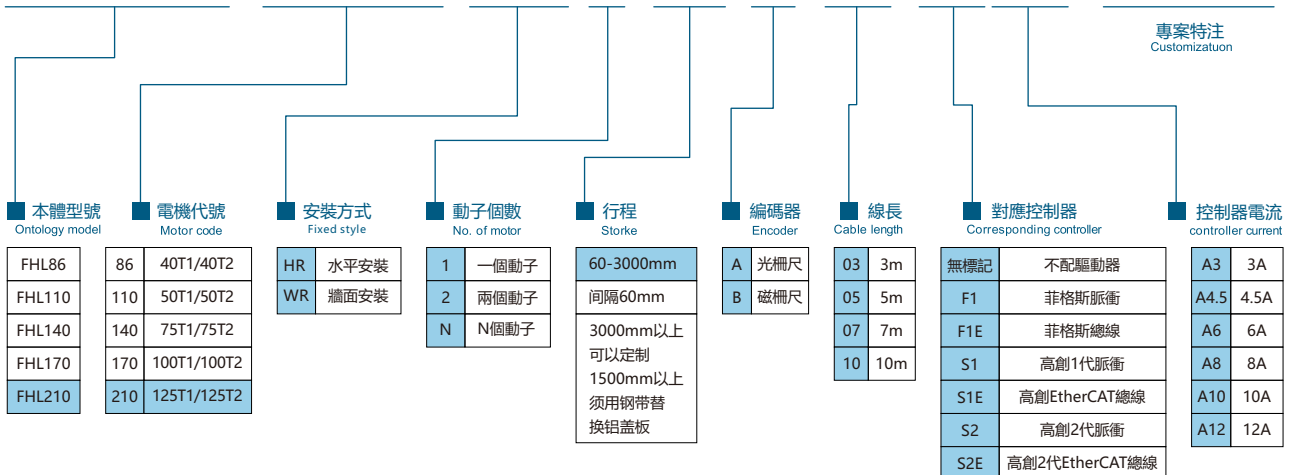 專案特注
Customizatuon
本體型號
Ontology model
FHL86
FHL110
FHL140
FHL170
FHL210
電機代號
Motor code
86 40T1/40T2
110 50T1/50T2
140 75T1/75T2
170 100T1/100T2
210 125T1/125T2
安裝方式
Fixed style
HR 水平安裝
WR 牆面安裝
動子個數
No. of motor
1 一個動子
2 兩個動子
N N個動子
行程
Storke
60-3000mm
间隔60mm
3000mm以上
可以定制
1500mm以上
须用钢带替
换铝盖板
編碼器
Encoder
A 光柵尺
B 磁柵尺
線長
Cable length
03 3m
05 5m
07 7m
10 10m
對應控制器
Corresponding controller
無標記 不配驅動器
F1 菲格斯脈衝
F1E 菲格斯總線
S1 高創1代脈衝
S1E 高創EtherCAT總線
S2 高創2代脈衝
S2E 高創2代EtherCAT總線
控制器電流
controller current
A3 3A
A4.5 4.5A
A6 6A
A8 8A
A10 10A
A12 12A